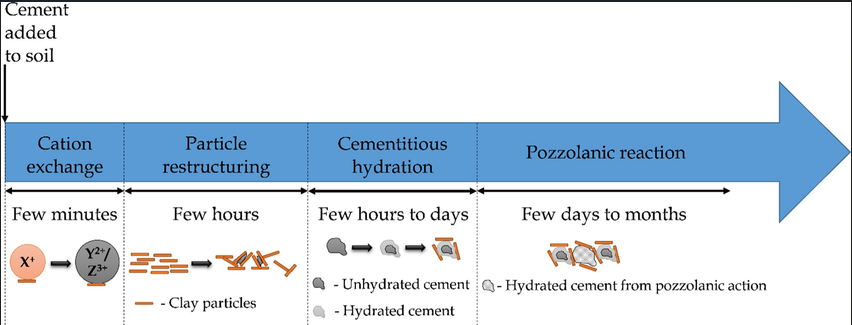 Cement
added
to soil
Cation
exchange
Particle
restructuring
Cementitious
hydration
Pozzolanic reaction
Few minutes
Few hours
Few hours to days
Few days to months
X⁺
Y²⁺/
Z³⁺
- Clay particles
- Unhydrated cement
- Hydrated cement
- Hydrated cement from pozzolanic action